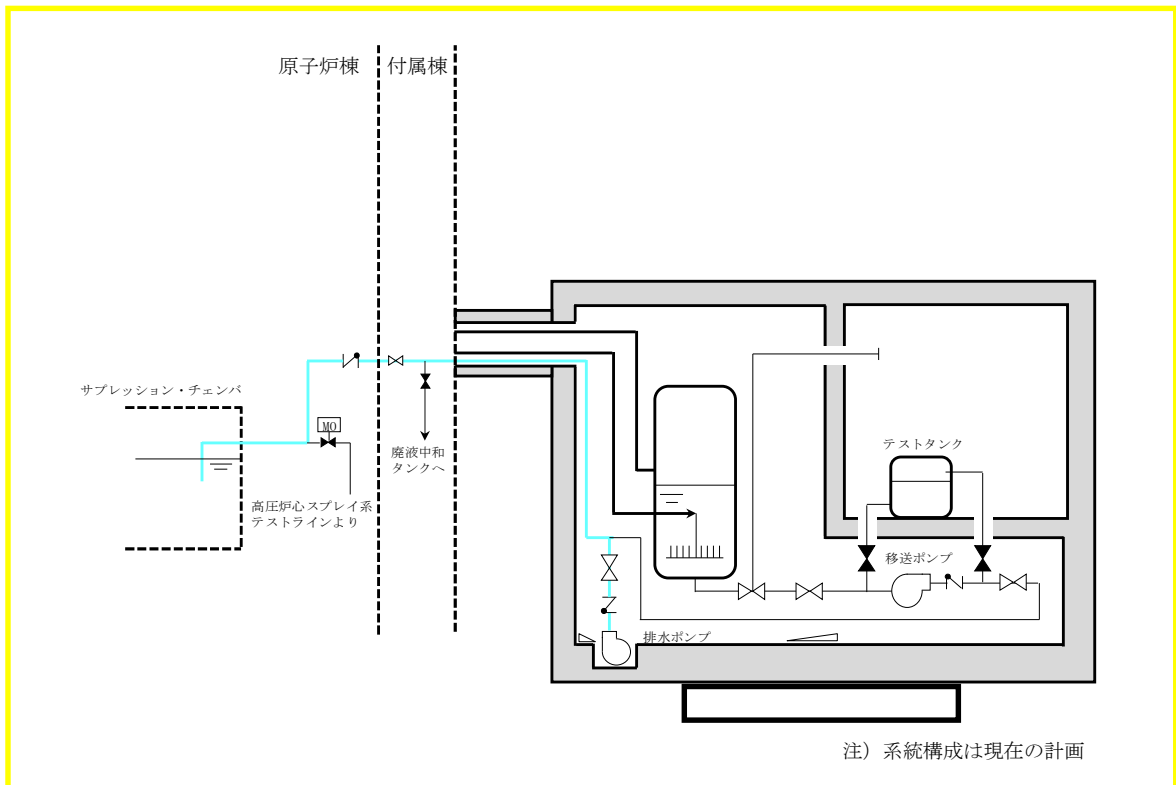 原子炉棟
付属棟
サプレッション・チェンバ
MO
高圧炉心スプレイ系
テストラインより
廃液中和
タンクへ
テストタンク
移送ポンプ
排水ポンプ
注）系統構成は現在の計画